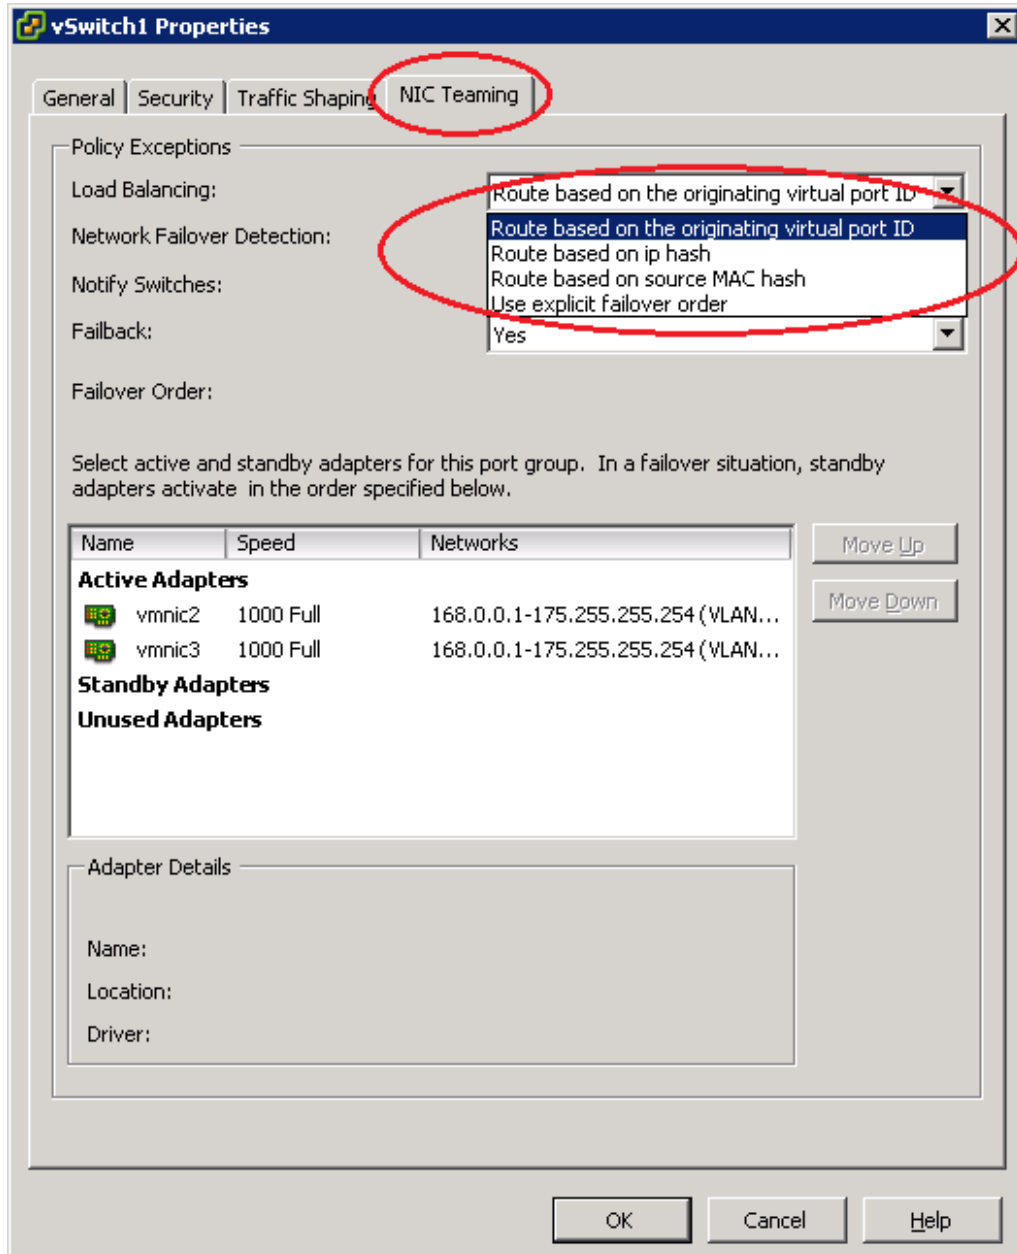 vSwitch1 Properties
General Security Traffic Shaping NIC Teaming
Policy Exceptions
Load Balancing: Route based on the originating virtual port ID
Route based on the originating virtual port ID
Network Failover Detection:
Route based on ip hash
Notify Switches: Route based on source MAC hash
Use explicit failover order
Failback: Yes
Failover Order:
Select active and standby adapters for this port group. In a failover situation, standby
adapters activate in the order specified below.
Name Speed Networks
Move Up
Active Adapters
vmnic2 1000 Full 168.0.0.1-175.255.255.254 (VLAN...
Move Down
vmnic3 1000 Full 168.0.0.1-175.255.255.254 (VLAN...
Standby Adapters
Unused Adapters
Adapter Details
Name:
Location:
Driver:
OK Cancel Help